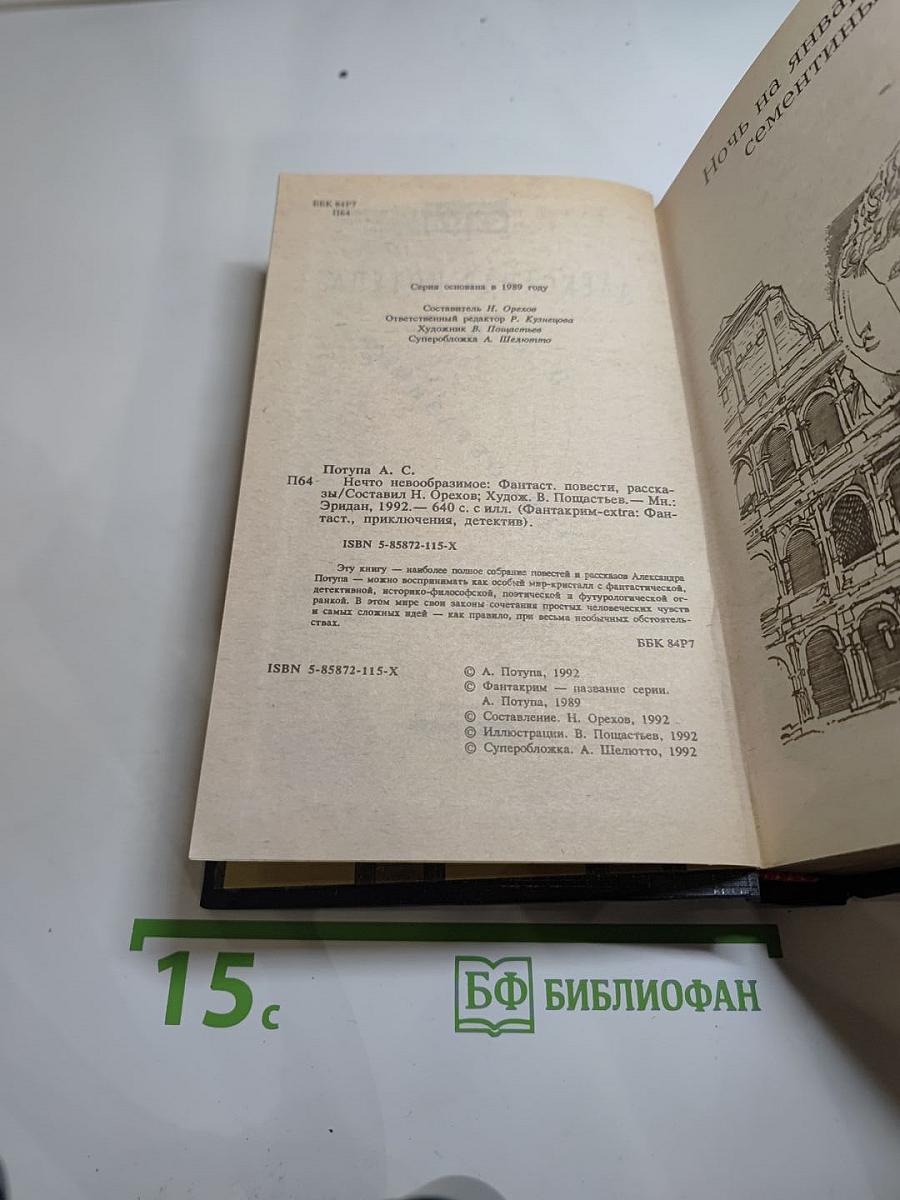 ББК 84Р7
П64
Серия основана в 1989 году
Составитель Н. Орехов
Ответственный редактор Р. Кузнецова
Художник В. Пощастьев
Суперобложка А. Шелютто
Потупа А. С.
П64 Нечто невообразимое: Фантаст. повести, расска-
зы/Составил Н. Орехов; Худож. В. Пощастьев.— Мн.:
Эридан, 1992.— 640 с. с илл. (Фантакрим-extra: Фан-
таст., приключения, детектив).
ISBN 5-85872-115-X
Эту книгу — наиболее полное собрание повестей и рассказов Александра
Потупа — можно воспринимать как особый мир-кристалл с фантастической,
детективной, историко-философской, поэтической и футурологической ог-
ранкой. В этом мире свои законы сочетания простых человеческих чувств
и самых сложных идей — как правило, при весьма необычных обстоятель-
ствах.
ББК 84Р7
ISBN 5-85872-115-X
© А. Потупа, 1992
© Фантакрим — название серии.
А. Потупа, 1989
© Составление. Н. Орехов, 1992
© Иллюстрации. В. Пощастьев, 1992
© Суперобложка. А. Шелютто, 1992
Ночь на
15 с
БФ БИБЛИОФАН